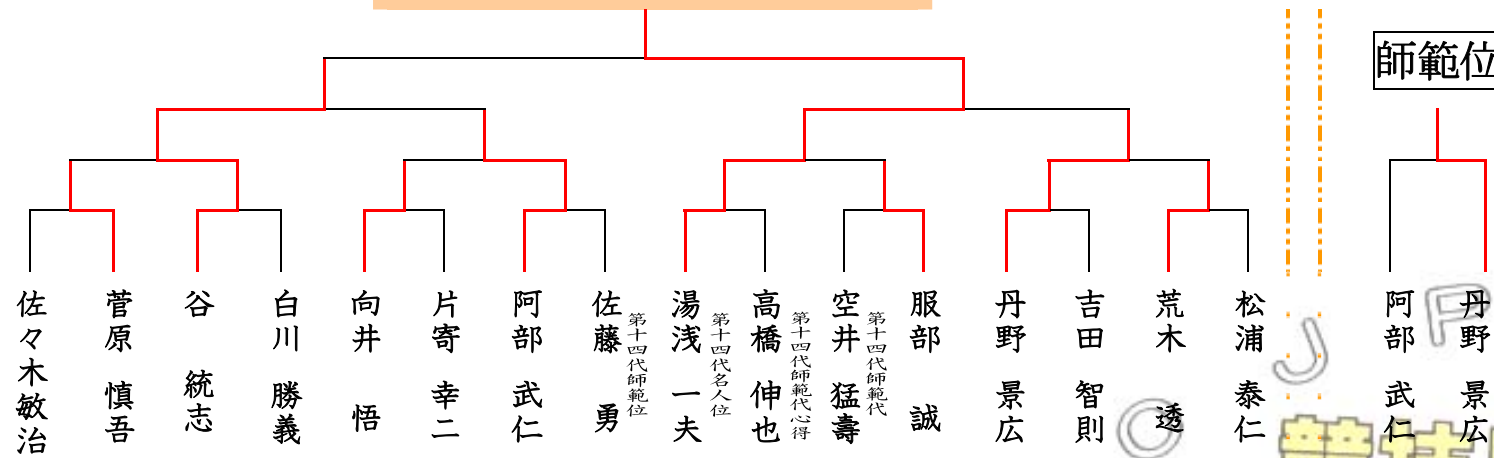 師範位
佐々木敏治
菅原 慎吾
谷 統志
白川 勝義
向井 悟
片寄 幸二
阿部 武仁
佐藤 勇
第十四代師範位
湯浅 一夫
第十四代名人位
高橋 伸也
第十四代師範代心得
空井 猛壽
第十四代師範代
服部 誠
丹野 景広
吉田 智則
荒木 透
松浦 泰仁
阿部 武仁
丹野 景広
J
P
O